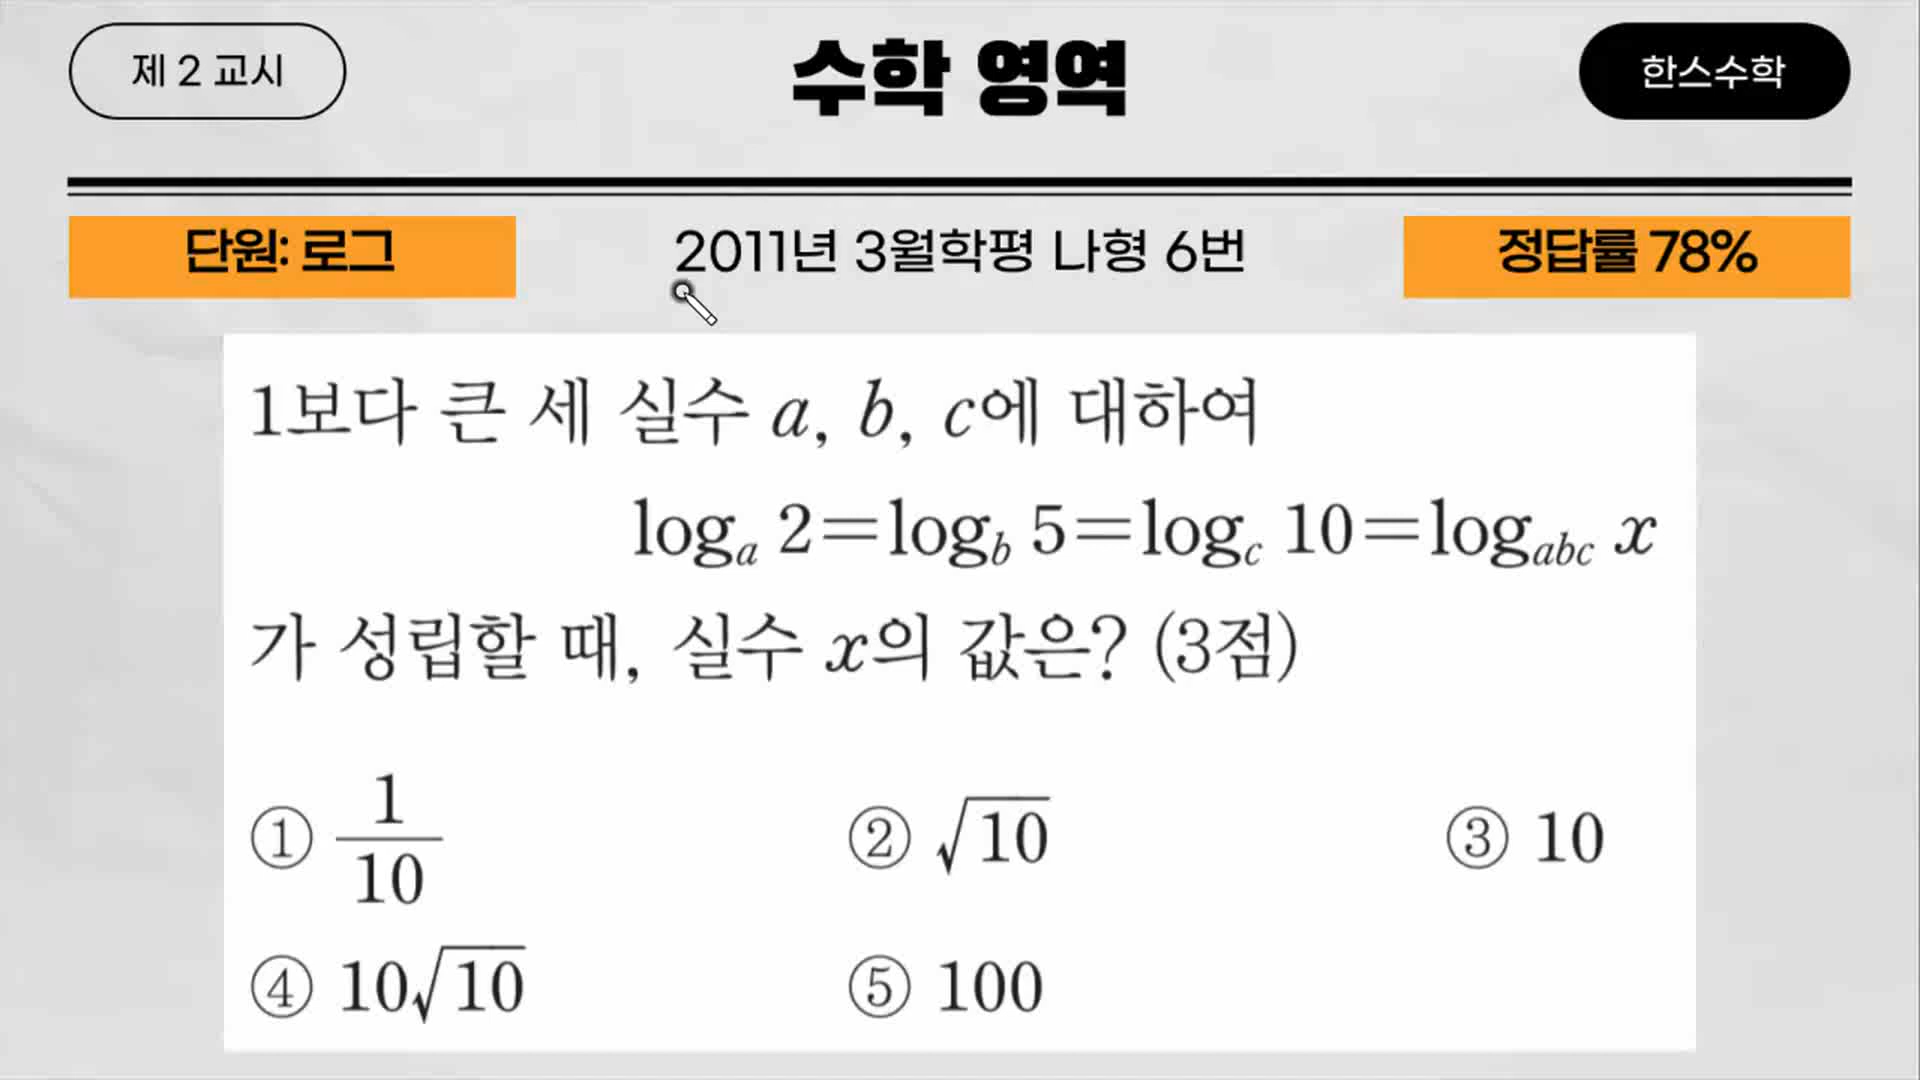 제 2 교시
수학 영역
한스수학
단원: 로그
2011년 3월학평 나형 6번
정답률 78%
1보다 큰 세 실수 a, b, c에 대하여
logₐ 2=log_b 5=log_c 10=log_{abc} x
가 성립할 때, 실수 x의 값은? (3점)
① 1/10 ② √10 ③ 10
④ 10√10 ⑤ 100